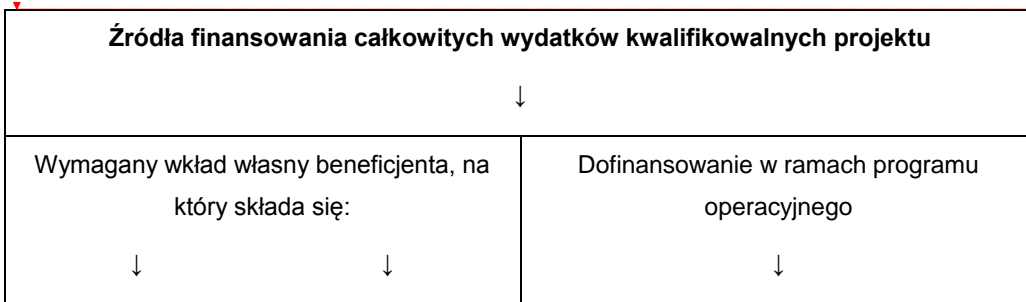 Źródła finansowania całkowitych wydatków kwalifikowalnych projektu
↓
Wymagany wkład własny beneficjenta, na
który składa się:
↓ ↓
Dofinansowanie w ramach programu
operacyjnego
↓